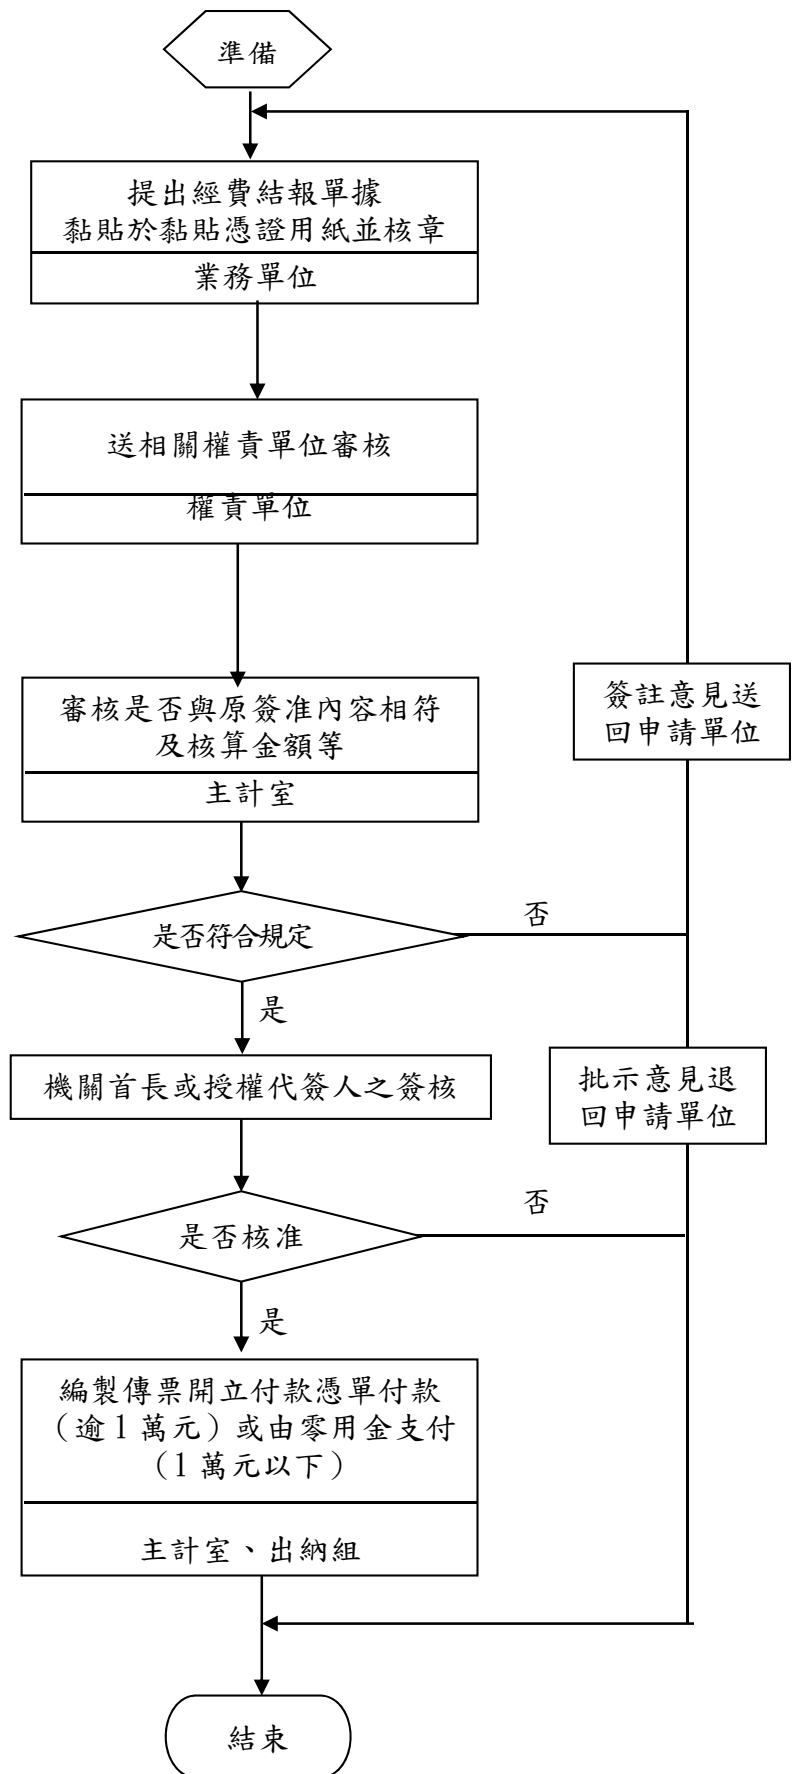 準備
提出經費結報單據
黏貼於黏貼憑證用紙並核章
業務單位
送相關權責單位審核
權責單位
審核是否與原簽准內容相符
及核算金額等
主計室
簽註意見送
回申請單位
是否符合規定
否
是
機關首長或授權代簽人之簽核
批示意見退
回申請單位
是否核准
否
是
編製傳票開立付款憑單付款
（逾1萬元）或由零用金支付
（1萬元以下）
主計室、出納組
結束